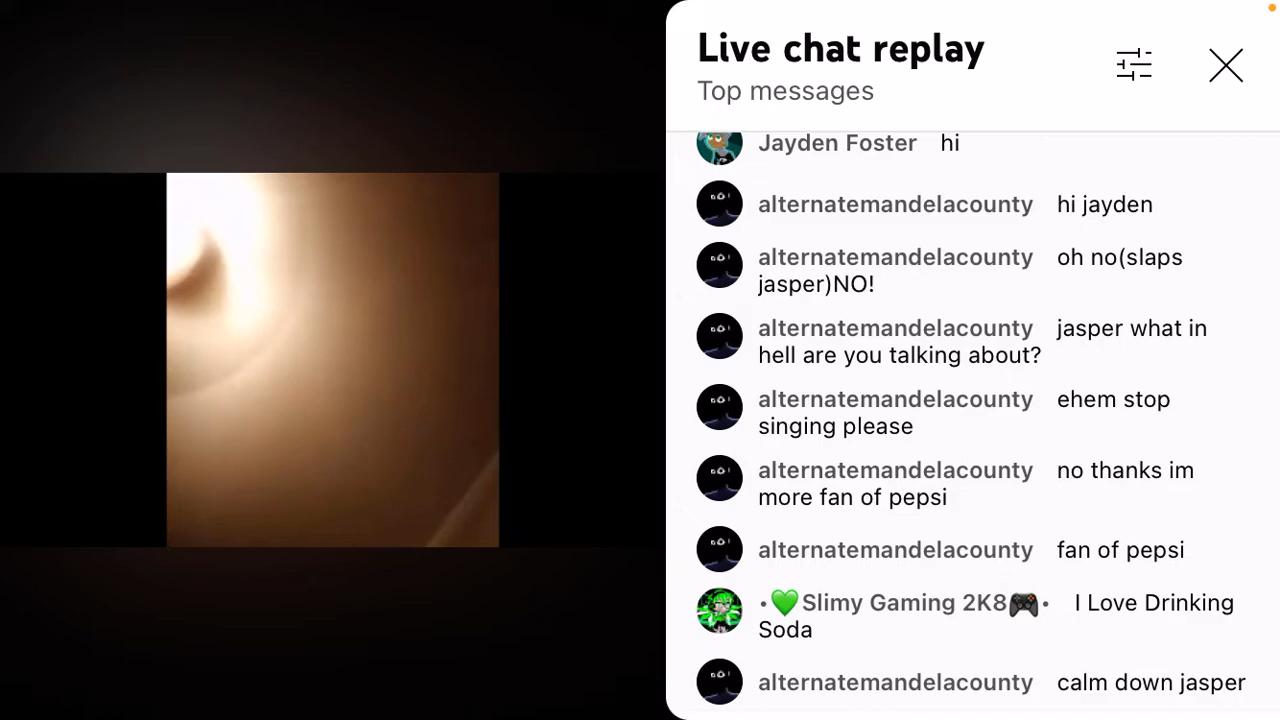 Live chat replay
Top messages
Jayden Foster hi
alternatemandelacounty hi jayden
alternatemandelacounty oh no(slaps
jasper)NO!
alternatemandelacounty jasper what in
hell are you talking about?
alternatemandelacounty ehem stop
singing please
alternatemandelacounty no thanks im
more fan of pepsi
alternatemandelacounty fan of pepsi
•💚Slimy Gaming 2K8🎮• I Love Drinking
Soda
alternatemandelacounty calm down jasper